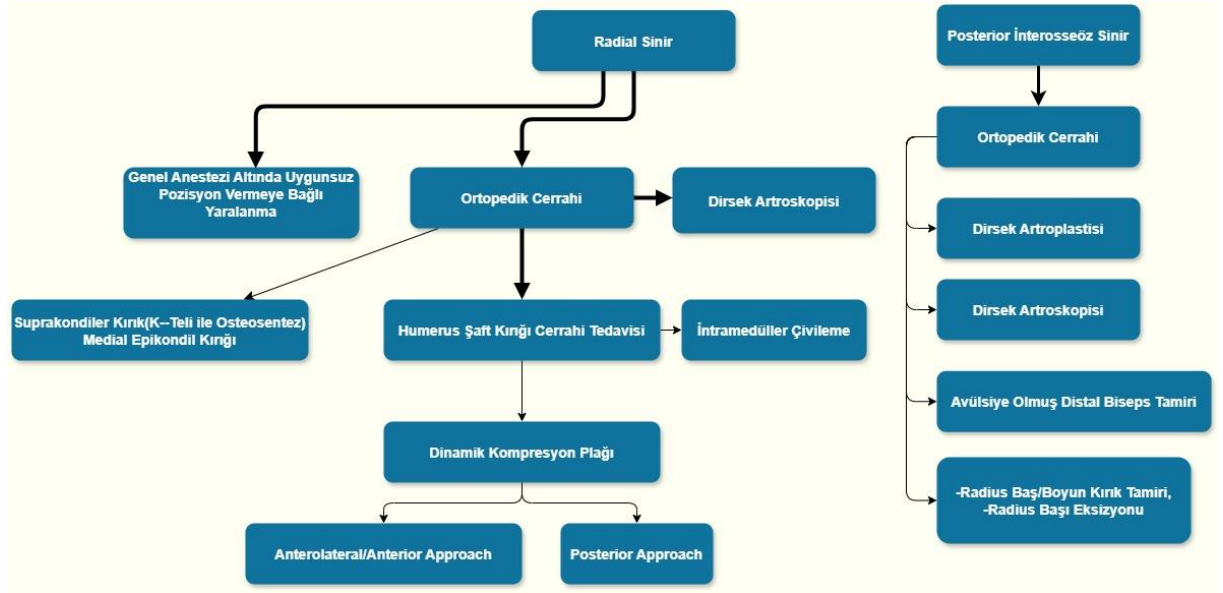 Radial Sinir
Genel Anestezi Altında Uygunsuz
Pozisyon Vermeye Bağlı
Yaralanma
Ortopedik Cerrahi
Dirsek Artroskopisi
Suprakondiler Kırık(K--Teli ile Osteosentez)
Medial Epikondil Kırığı
Humerus Şaft Kırığı Cerrahi Tedavisi
İntramedüller Çivileme
Dinamik Kompresyon Plağı
Anterolateral/Anterior Approach
Posterior Approach
Posterior İnterosseöz Sinir
Ortopedik Cerrahi
Dirsek Artroplastisi
Dirsek Artroskopisi
Avülsiye Olmuş Distal Biseps Tamiri
-Radius Baş/Boyun Kırık Tamiri,
-Radius Başı Eksizyonu